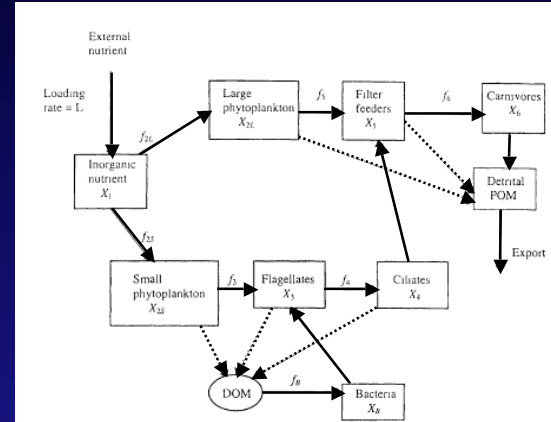 External
nutrient
Loading
rate = L
Large
phytoplankton
X2L
f5
Filter
feeders
X5
f6
Carnivores
X6
f2L
Inorganic
nutrient
X1
Detrital
POM
f2S
Export
Small
phytoplankton
X2S
f3
Flagellates
X3
f4
Ciliates
X4
DOM
fB
Bacteria
XB